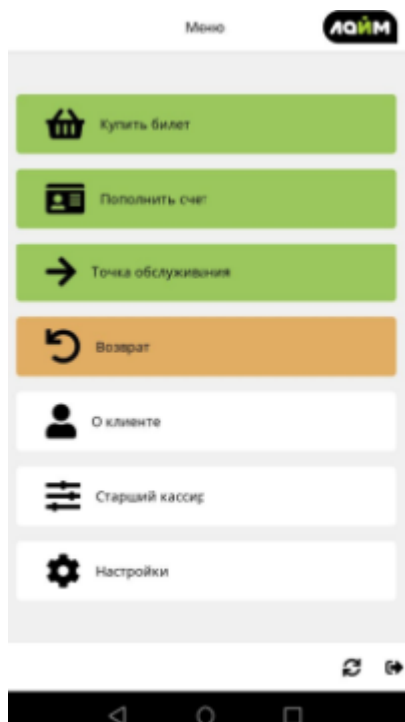 Меню
лайм
Купить билет
Пополнить счет
Точка обслуживания
Возврат
О клиенте
Старший кассир
Настройки